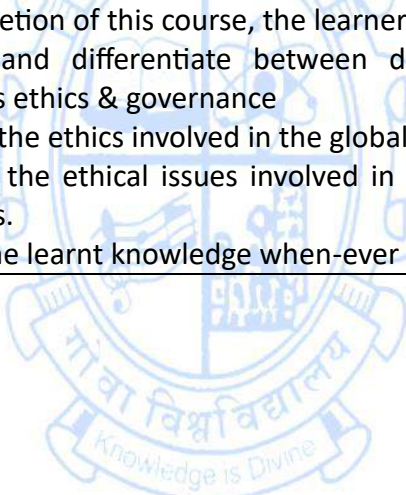 etion of this course, the learner
and differentiate between d
s ethics & governance
the ethics involved in the global
the ethical issues involved in
s.
ne learnt knowledge when-ever
गोंवा विश्वविद्यालय
Knowledge is Divine